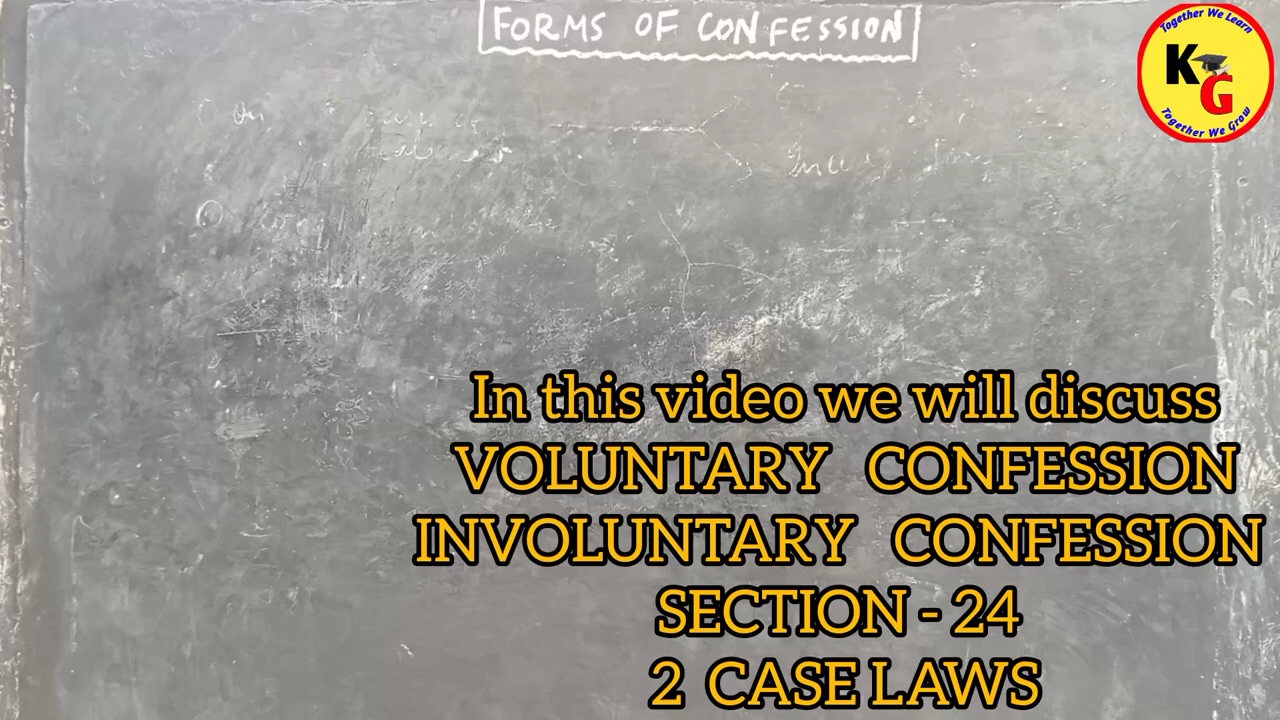 FORMS OF CONFESSION
Together We Learn
KG
Together We Grow
In this video we will discuss
VOLUNTARY CONFESSION
INVOLUNTARY CONFESSION
SECTION - 24
2 CASE LAWS